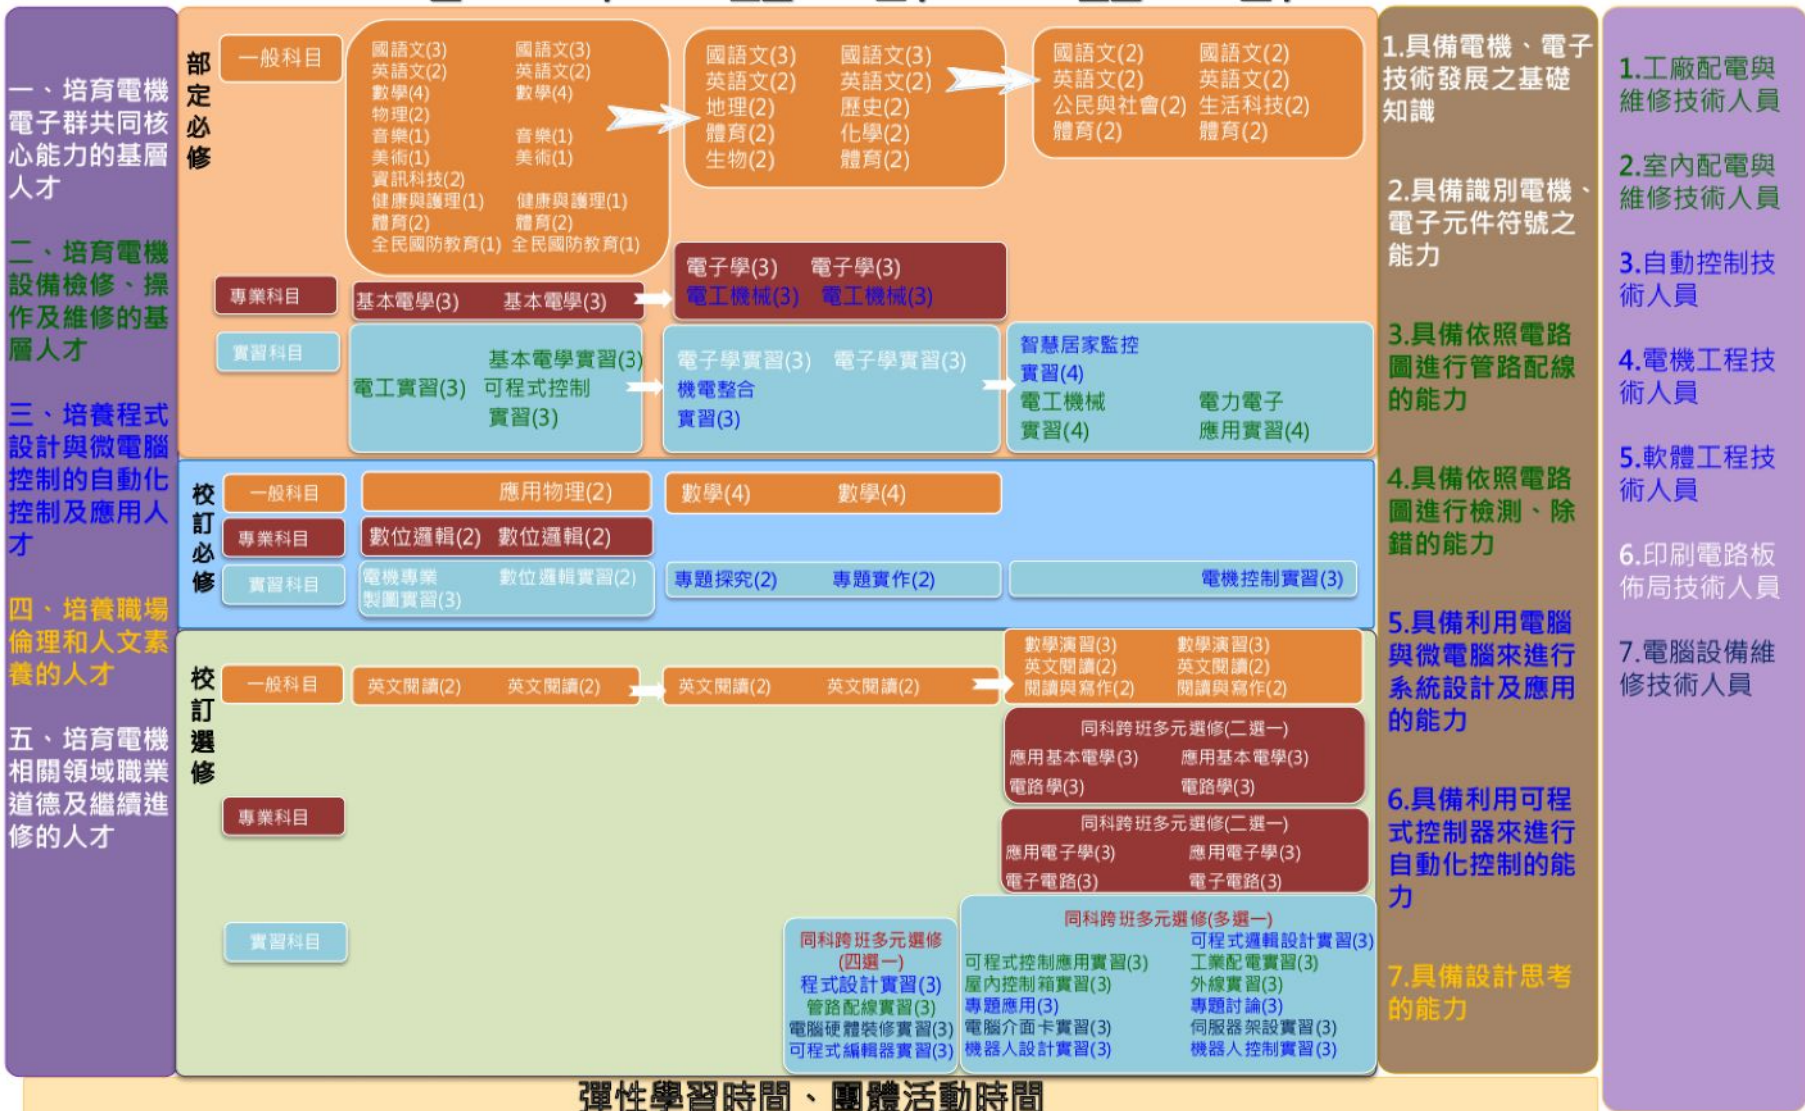 一、培育電機
電子群共同核
心能力的基層
人才
二、培育電機
設備檢修、操
作及維修的基
層人才
三、培養程式
設計與微電腦
控制的自動化
控制及應用人
才
四、培養職場
倫理和人文素
養的人才
五、培育電機
相關領域職業
道德及繼續進
修的人才
部定必修
一般科目
國語文(3) 國語文(3)
英語文(2) 英語文(2)
數學(4) 數學(4)
物理(2)
音樂(1) 音樂(1)
美術(1) 美術(1)
資訊科技(2)
健康與護理(1) 健康與護理(1)
體育(2) 體育(2)
全民國防教育(1) 全民國防教育(1)
國語文(3) 國語文(3)
英語文(2) 英語文(2)
地理(2) 歷史(2)
體育(2) 化學(2)
生物(2) 體育(2)
國語文(2) 國語文(2)
英語文(2) 英語文(2)
公民與社會(2) 生活科技(2)
體育(2) 體育(2)
專業科目
基本電學(3) 基本電學(3)
電子學(3) 電子學(3)
電工機械(3) 電工機械(3)
實習科目
基本電學實習(3)
電工實習(3) 可程式控制
實習(3)
電子學實習(3) 電子學實習(3)
機電整合
實習(3)
智慧居家監控
實習(4)
電工機械 電力電子
實習(4) 應用實習(4)
校訂必修
一般科目
應用物理(2)
數學(4) 數學(4)
專業科目
數位邏輯(2) 數位邏輯(2)
實習科目
電機專業 數位邏輯實習(2)
製圖實習(3)
專題探究(2) 專題實作(2)
電機控制實習(3)
校訂選修
一般科目
英文閱讀(2) 英文閱讀(2)
英文閱讀(2) 英文閱讀(2)
數學演習(3) 數學演習(3)
英文閱讀(2) 英文閱讀(2)
閱讀與寫作(2) 閱讀與寫作(2)
專業科目
同科跨班多元選修(二選一)
應用基本電學(3) 應用基本電學(3)
電路學(3) 電路學(3)
同科跨班多元選修(二選一)
應用電子學(3) 應用電子學(3)
電子電路(3) 電子電路(3)
實習科目
同科跨班多元選修
(四選一)
程式設計實習(3)
管路配線實習(3)
電腦硬體裝修實習(3)
可程式編輯器實習(3)
同科跨班多元選修(多選一)
可程式邏輯設計實習(3)
可程式控制應用實習(3) 工業配電實習(3)
屋內控制箱實習(3) 外線實習(3)
專題應用(3) 專題討論(3)
電腦介面卡實習(3) 伺服器架設實習(3)
機器人設計實習(3) 機器人控制實習(3)
1.具備電機、電子
技術發展之基礎
知識
2.具備識別電機、
電子元件符號之
能力
3.具備依照電路
圖進行管路配線
的能力
4.具備依照電路
圖進行檢測、除
錯的能力
5.具備利用電腦
與微電腦來進行
系統設計及應用
的能力
6.具備利用可程
式控制器來進行
自動化控制的能
力
7.具備設計思考
的能力
1.工廠配電與
維修技術人員
2.室內配電與
維修技術人員
3.自動控制技
術人員
4.電機工程技
術人員
5.軟體工程技
術人員
6.印刷電路板
佈局技術人員
7.電腦設備維
修技術人員
彈性學習時間、團體活動時間